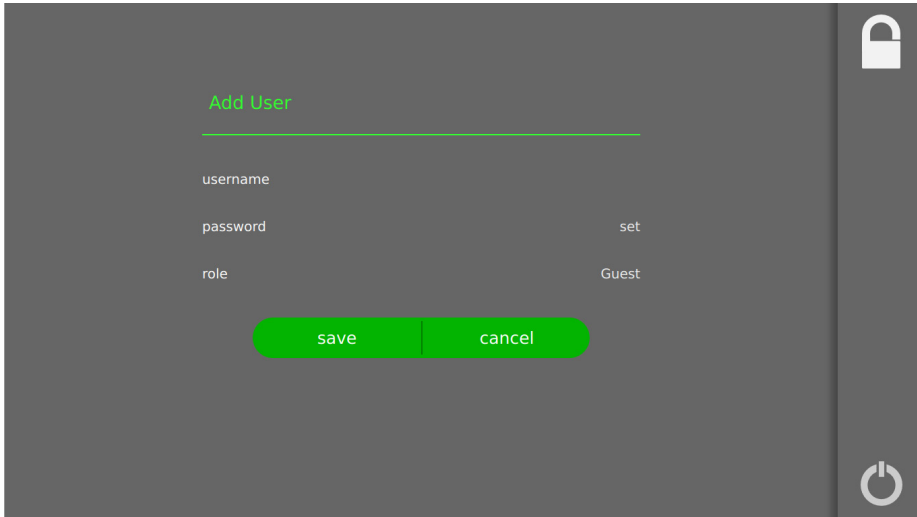 Add User
username
password set
role Guest
save cancel